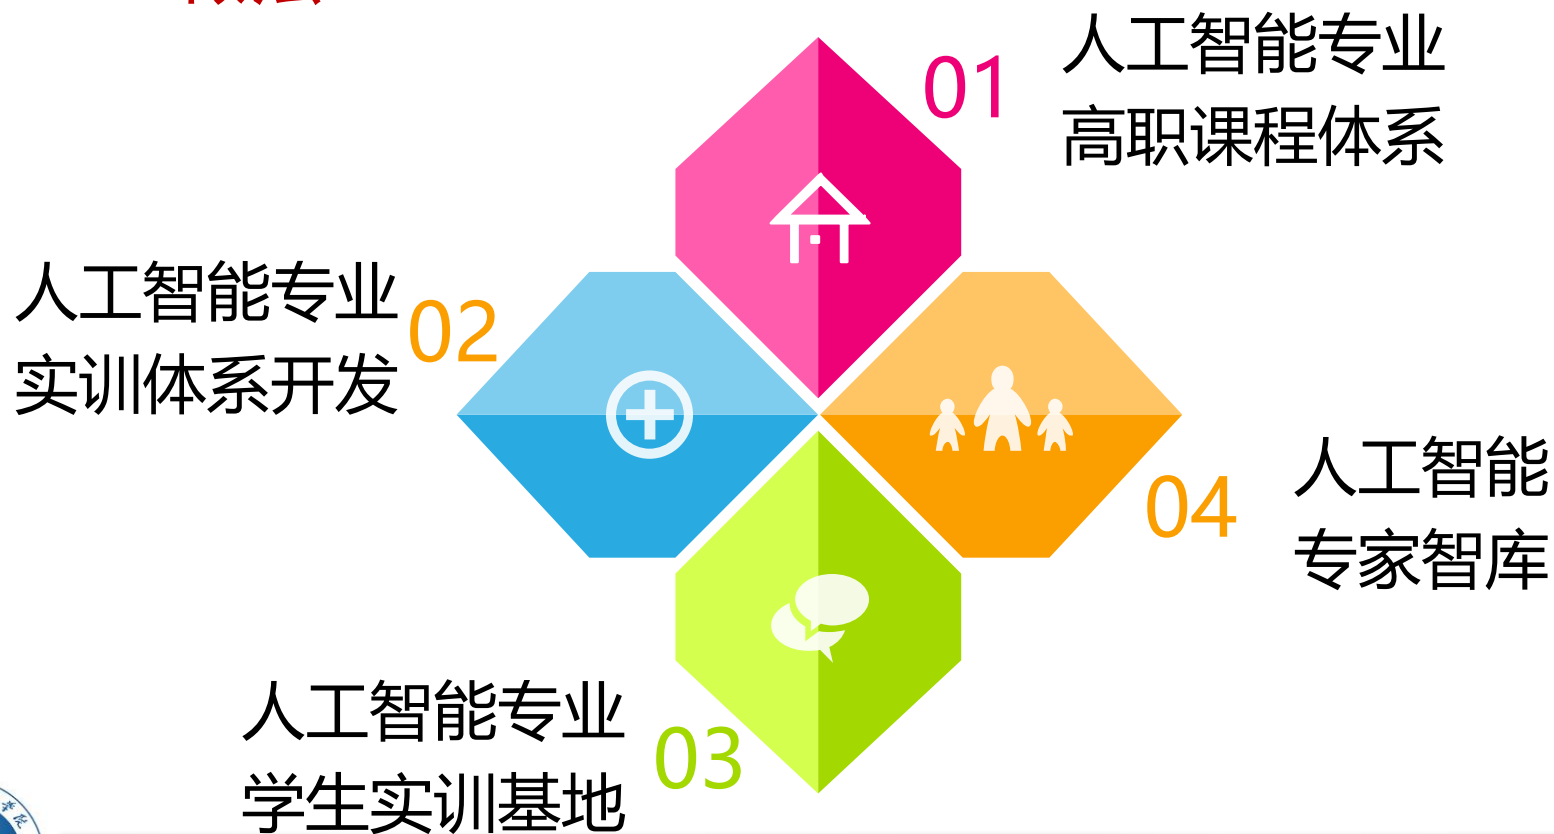 01
人工智能专业
高职课程体系
人工智能专业
实训体系开发
02
人工智能专业
学生实训基地
03
04
人工智能
专家智库